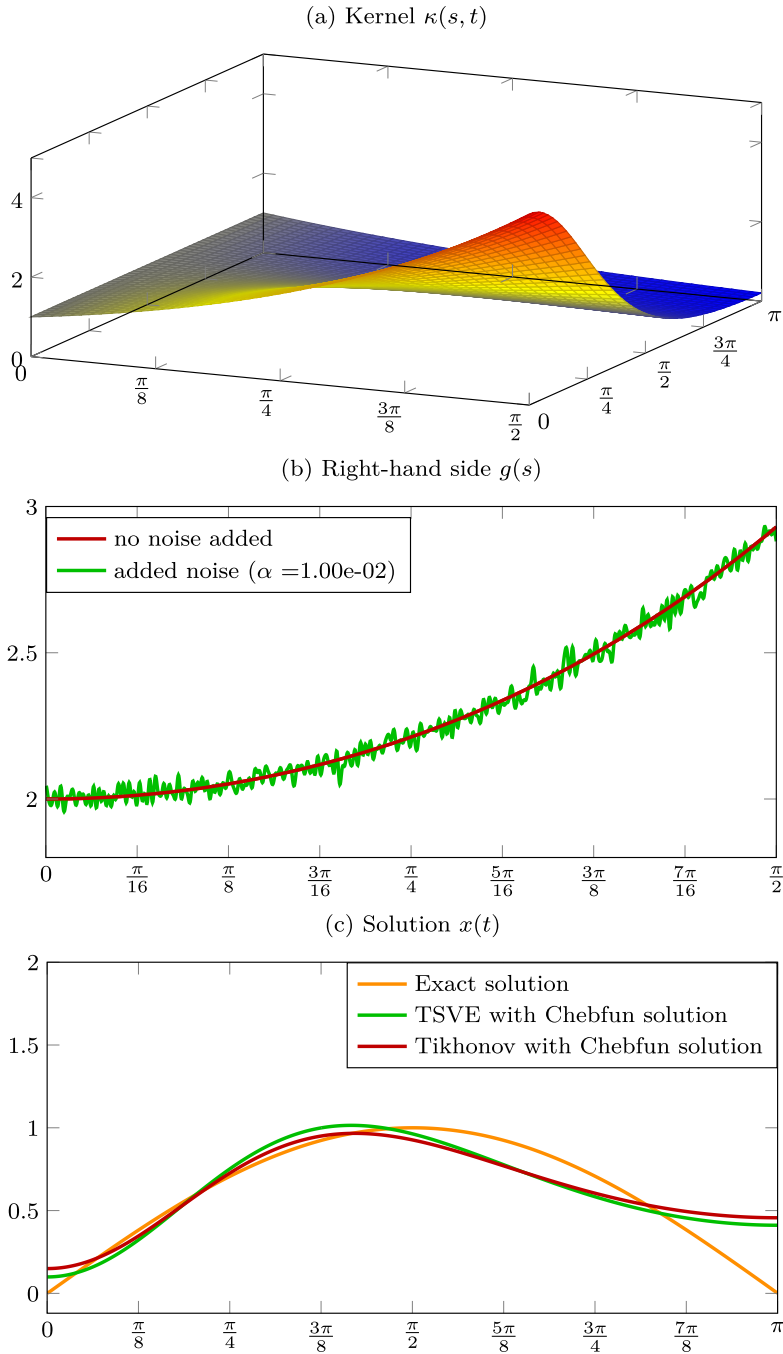 (a) Kernel κ(s, t)
4
2
0
0
π/8
π/4
3π/8
π/2
0
π/4
π/2
3π/4
π
(b) Right-hand side g(s)
3
2.5
2
no noise added
added noise (α =1.00e-02)
0
π/16
π/8
3π/16
π/4
5π/16
3π/8
7π/16
π/2
(c) Solution x(t)
2
1.5
1
0.5
0
Exact solution
TSVE with Chebfun solution
Tikhonov with Chebfun solution
0
π/8
π/4
3π/8
π/2
5π/8
3π/4
7π/8
π